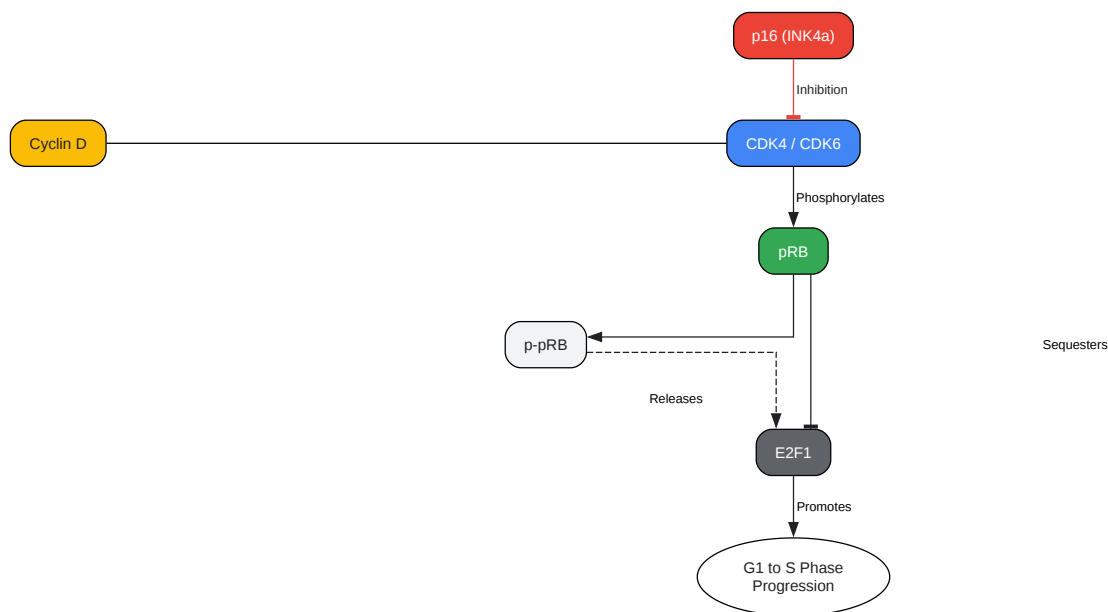 p16 (INK4a)
Inhibition
Cyclin D
CDK4 / CDK6
Phosphorylates
pRB
p-pRB
Sequesters
Releases
E2F1
Promotes
G1 to S Phase
Progression